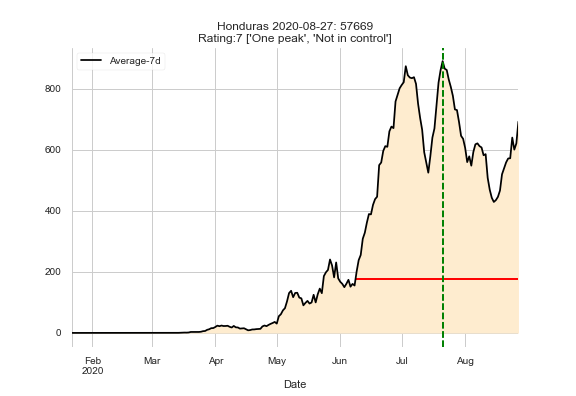 Honduras 2020-08-27: 57669
Rating:7 ['One peak', 'Not in control']
Average-7d
800
600
400
200
0
Feb
2020
Mar
Apr
May
Jun
Jul
Aug
Date